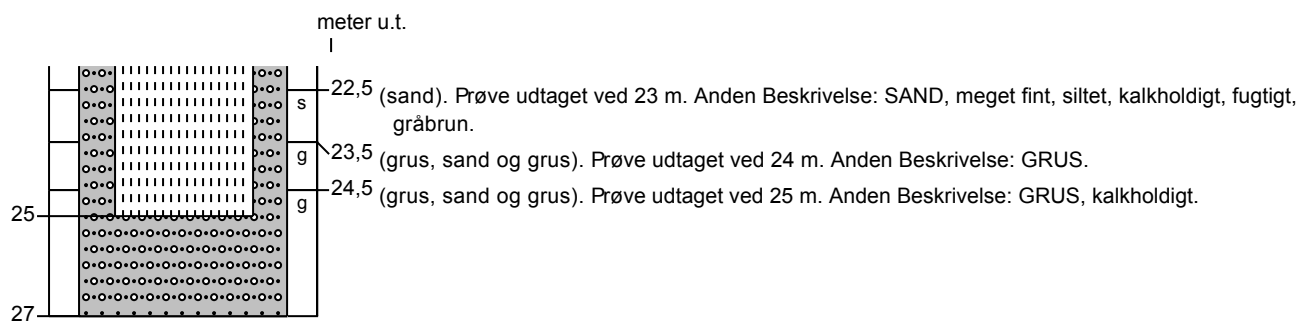 meter u.t.
s
22,5 (sand). Prøve udtaget ved 23 m. Anden Beskrivelse: SAND, meget fint, siltet, kalkholdigt, fugtigt,
gråbrun.
g
23,5 (grus, sand og grus). Prøve udtaget ved 24 m. Anden Beskrivelse: GRUS.
24,5 (grus, sand og grus). Prøve udtaget ved 25 m. Anden Beskrivelse: GRUS, kalkholdigt.
g
25
27